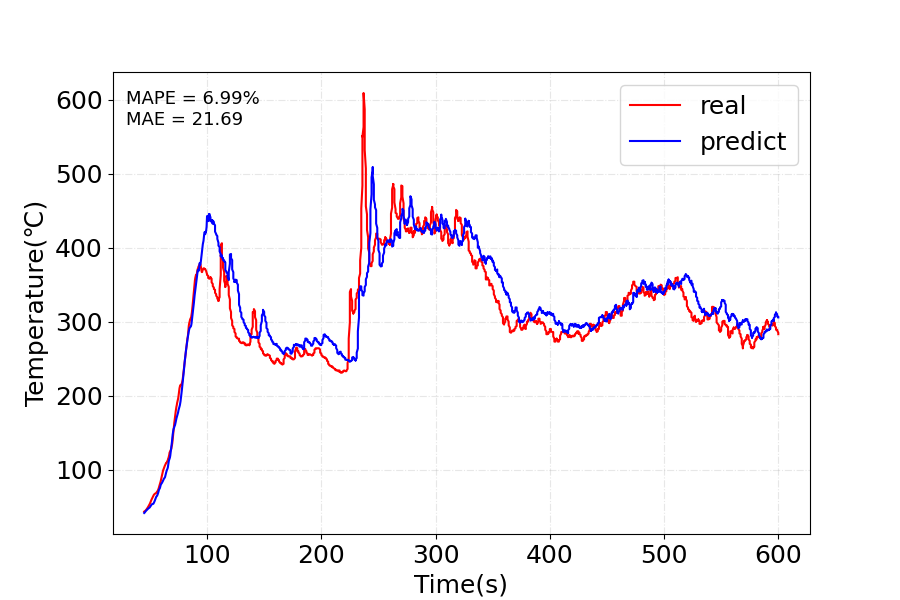 MAPE = 6.99%
MAE = 21.69
real
predict
600
500
400
300
200
100
Temperature(℃)
100 200 300 400 500 600
Time(s)